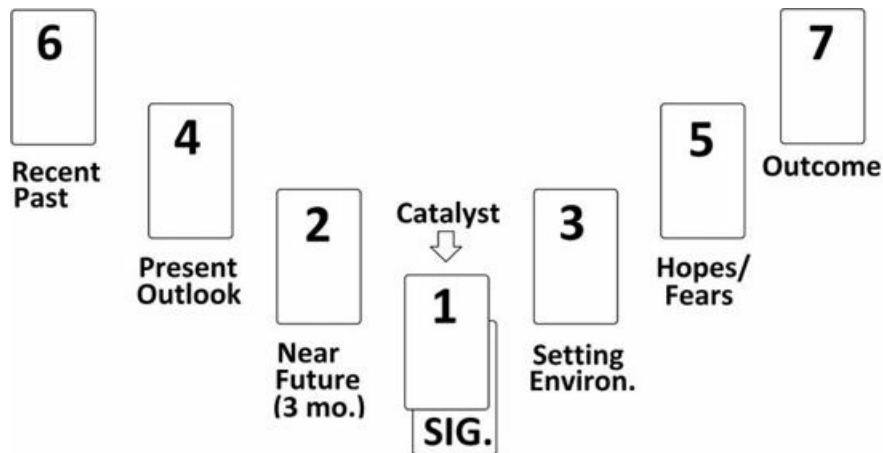 6
7
4
5
Recent
Past
Outcome
2
Catalyst
3
Present
Outlook
Hopes/
Fears
1
Near
Future
(3 mo.)
Setting
Environ.
SIG.